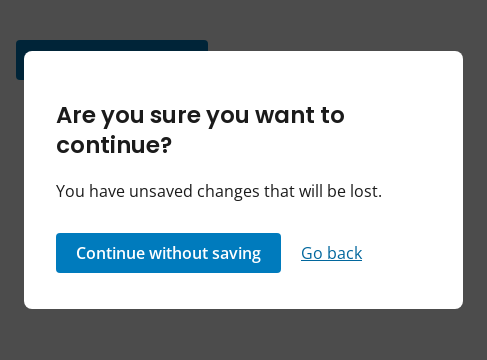 Are you sure you want to
continue?
You have unsaved changes that will be lost.
Continue without saving Go back